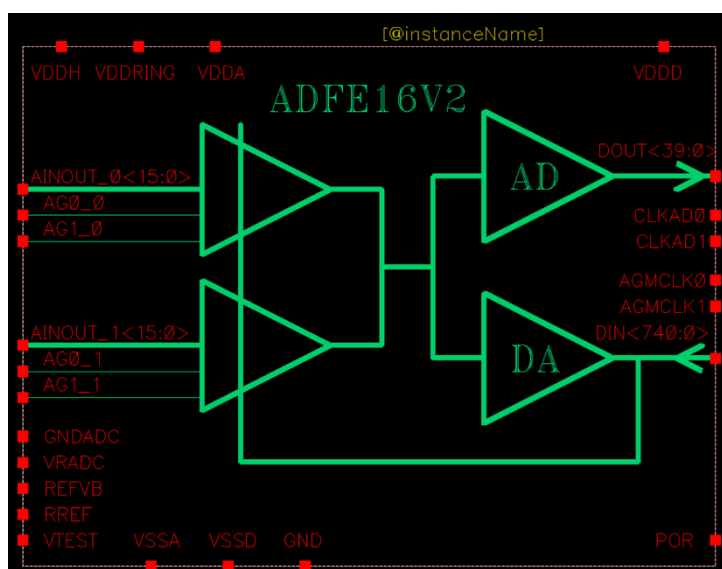 [@instanceName]
VDDH VDDRING VDDA VDDD
ADFE16V2
AINOUT_0<15:0>
AG0_0
AG1_0
AD
DOUT<39:0>
CLKAD0
CLKAD1
AGMCLK0
AGMCLK1
AINOUT_1<15:0>
AG0_1
AG1_1
DA
DIN<740:0>
GNDADC
VRADC
REFVB
RREF
VTEST VSSA VSSD GND POR